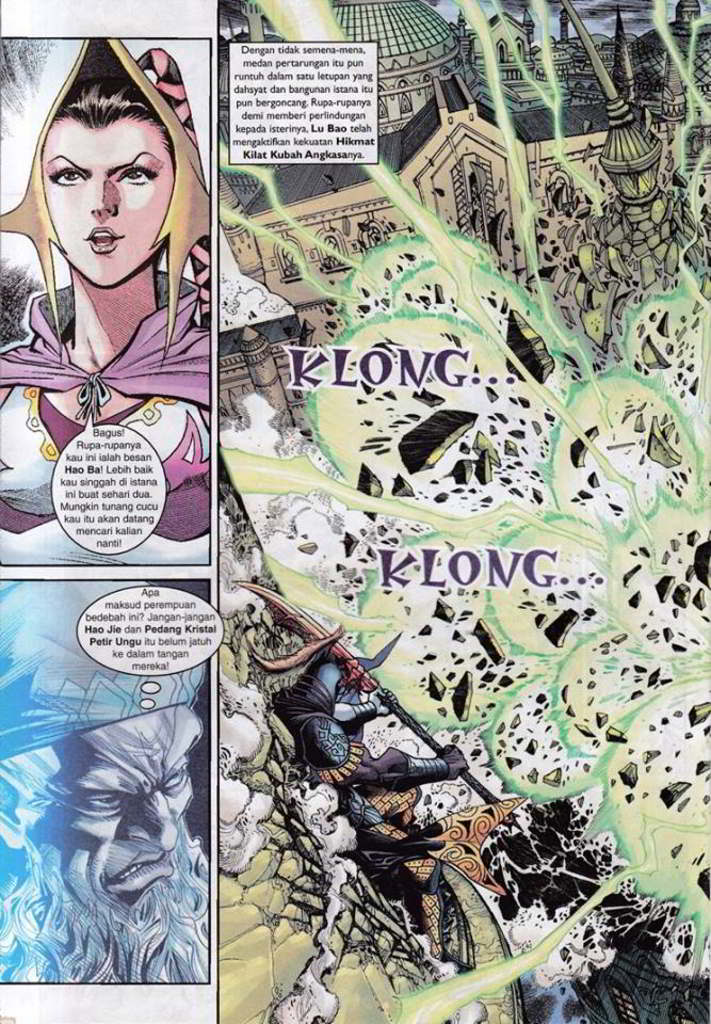 Dengan tidak semena-mena,
medan pertarungan itu pun
runtuh dalam satu letupan yang
dahsyat dan bangunan istana itu
pun bergoncang. Rupa-rupanya
demi memberi perlindungan
kepada isterinya, Lu Bao telah
mengaktifkan kekuatan Hikmat
Kilat Kubah Angkasanya.
Bagus!
Rupa-rupanya
kau ini ialah besan
Hao Ba! Lebih baik
kau singgah di istana
ini buat sehari dua.
Mungkin tunang cucu
kau itu akan datang
mencari kalian
nanti!
Apa
maksud perempuan
bedebah ini? Jangan-jangan
Hao Jie dan Pedang Kristal
Petir Ungu itu belum jatuh
ke dalam tangan
mereka!
KLONG...
KLONG...